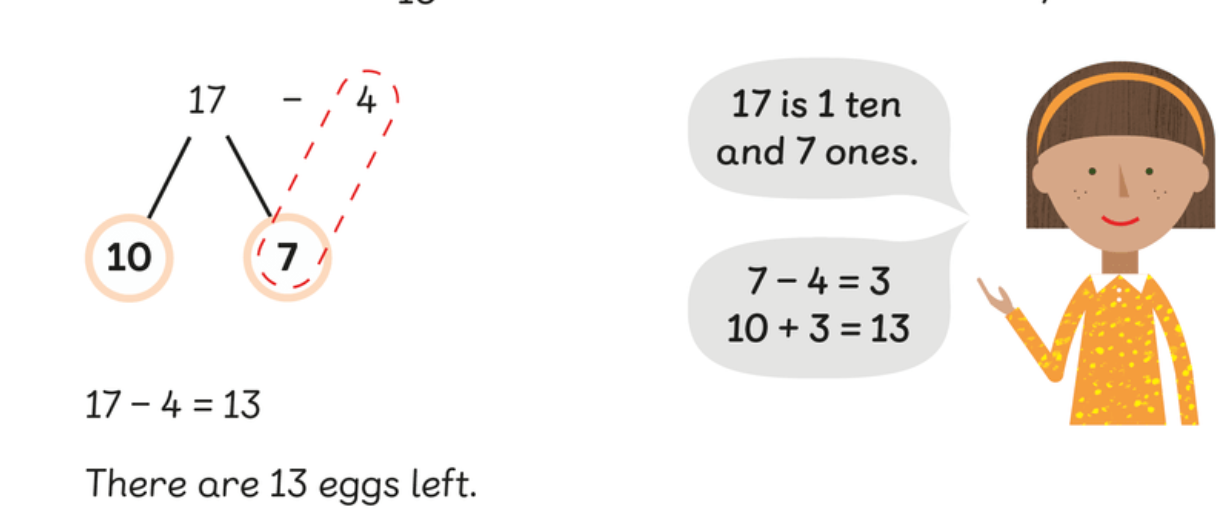 17 – 4
10 7
17 is 1 ten
and 7 ones.
7 – 4 = 3
10 + 3 = 13
17 – 4 = 13
There are 13 eggs left.